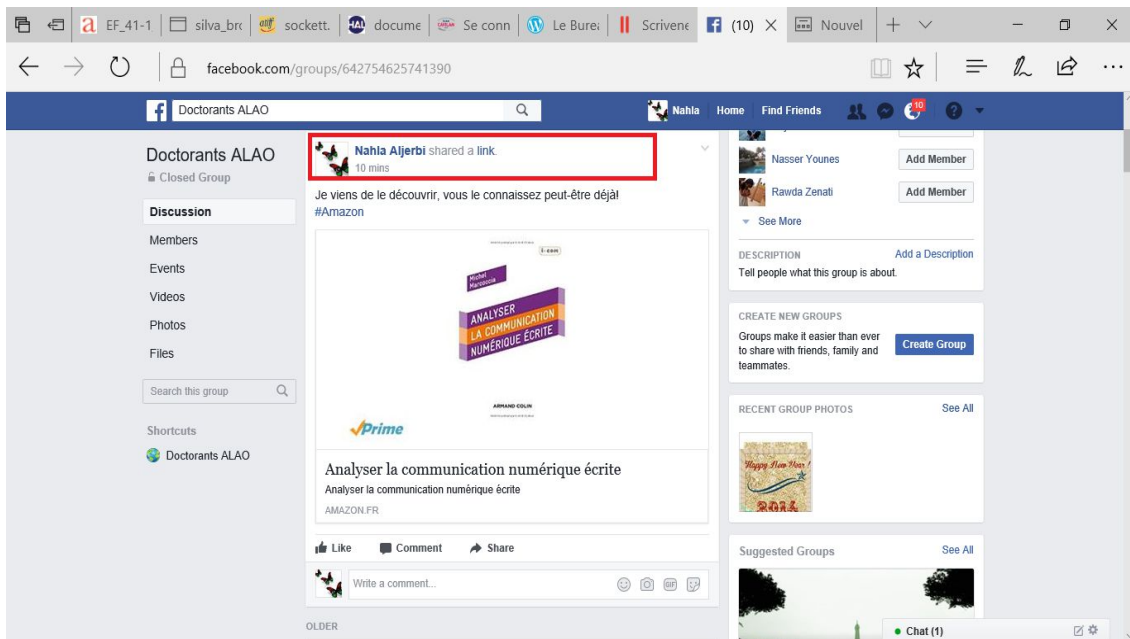 EF_41-1
silva_bro
sockett.
docume
Se conn
Le Burea
Scrivene
(10)
Nouvel
facebook.com/groups/642754625741390
Doctorants ALAO
Nahla
Home
Find Friends
10
Doctorants ALAO
Closed Group
Discussion
Members
Events
Videos
Photos
Files
Search this group
Shortcuts
Doctorants ALAO
Nahla Aljerbi shared a link.
10 mins
Je viens de le découvrir, vous le connaissez peut-être déjà!
#Amazon
i-com
Michel
Marcoccia
ANALYSER
LA COMMUNICATION
NUMÉRIQUE ÉCRITE
ARMAND COLIN
Prime
Analyser la communication numérique écrite
Analyser la communication numérique écrite
AMAZON.FR
Like
Comment
Share
Write a comment...
GIF
OLDER
Nasser Younes
Add Member
Rawda Zenati
Add Member
See More
DESCRIPTION
Add a Description
Tell people what this group is about.
CREATE NEW GROUPS
Groups make it easier than ever
to share with friends, family and
teammates.
Create Group
RECENT GROUP PHOTOS
See All
Happy New Year !
Suggested Groups
See All
Chat (1)